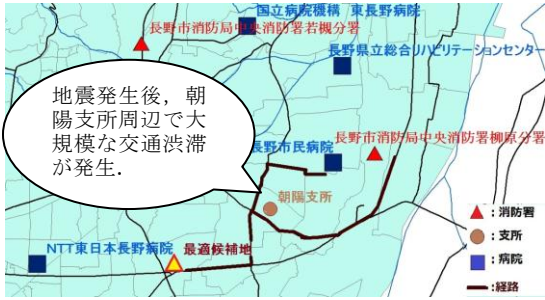 国立病院機構 東長野病院
長野市消防局中央消防署若槻分署
長野県立総合リハビリテーションセンター
地震発生後，朝
陽支所周辺で大
規模な交通渋滞
が発生.
長野市消防局中央消防署柳原分署
長野市民病院
朝陽支所
NTT東日本長野病院
最適候補地
：消防署
：支所
：病院
：経路